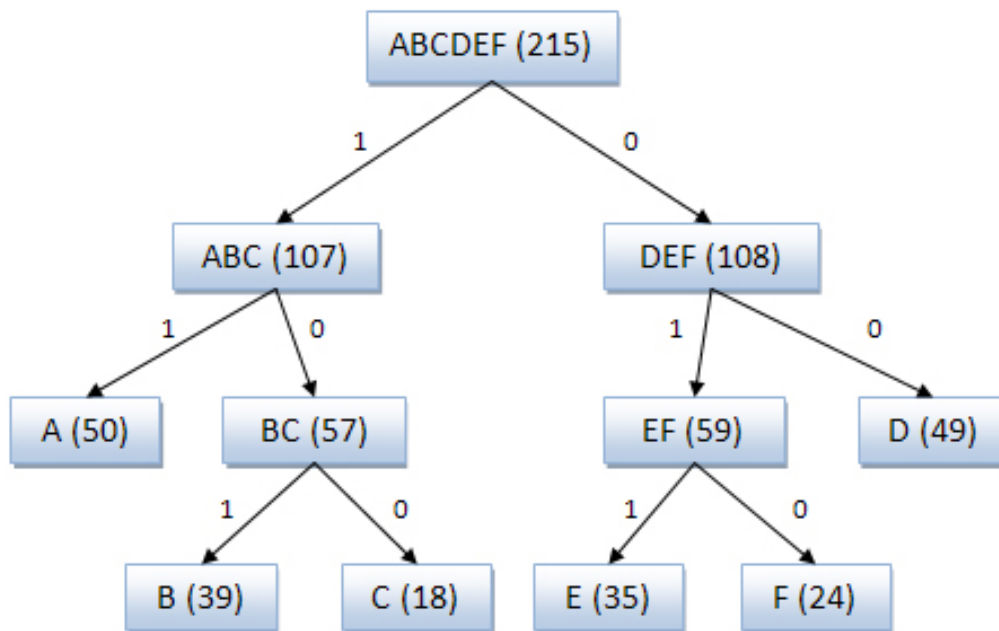 ABCDEF (215)
1
0
ABC (107)
DEF (108)
1
0
1
0
A (50)
BC (57)
EF (59)
D (49)
1
0
1
0
B (39)
C (18)
E (35)
F (24)